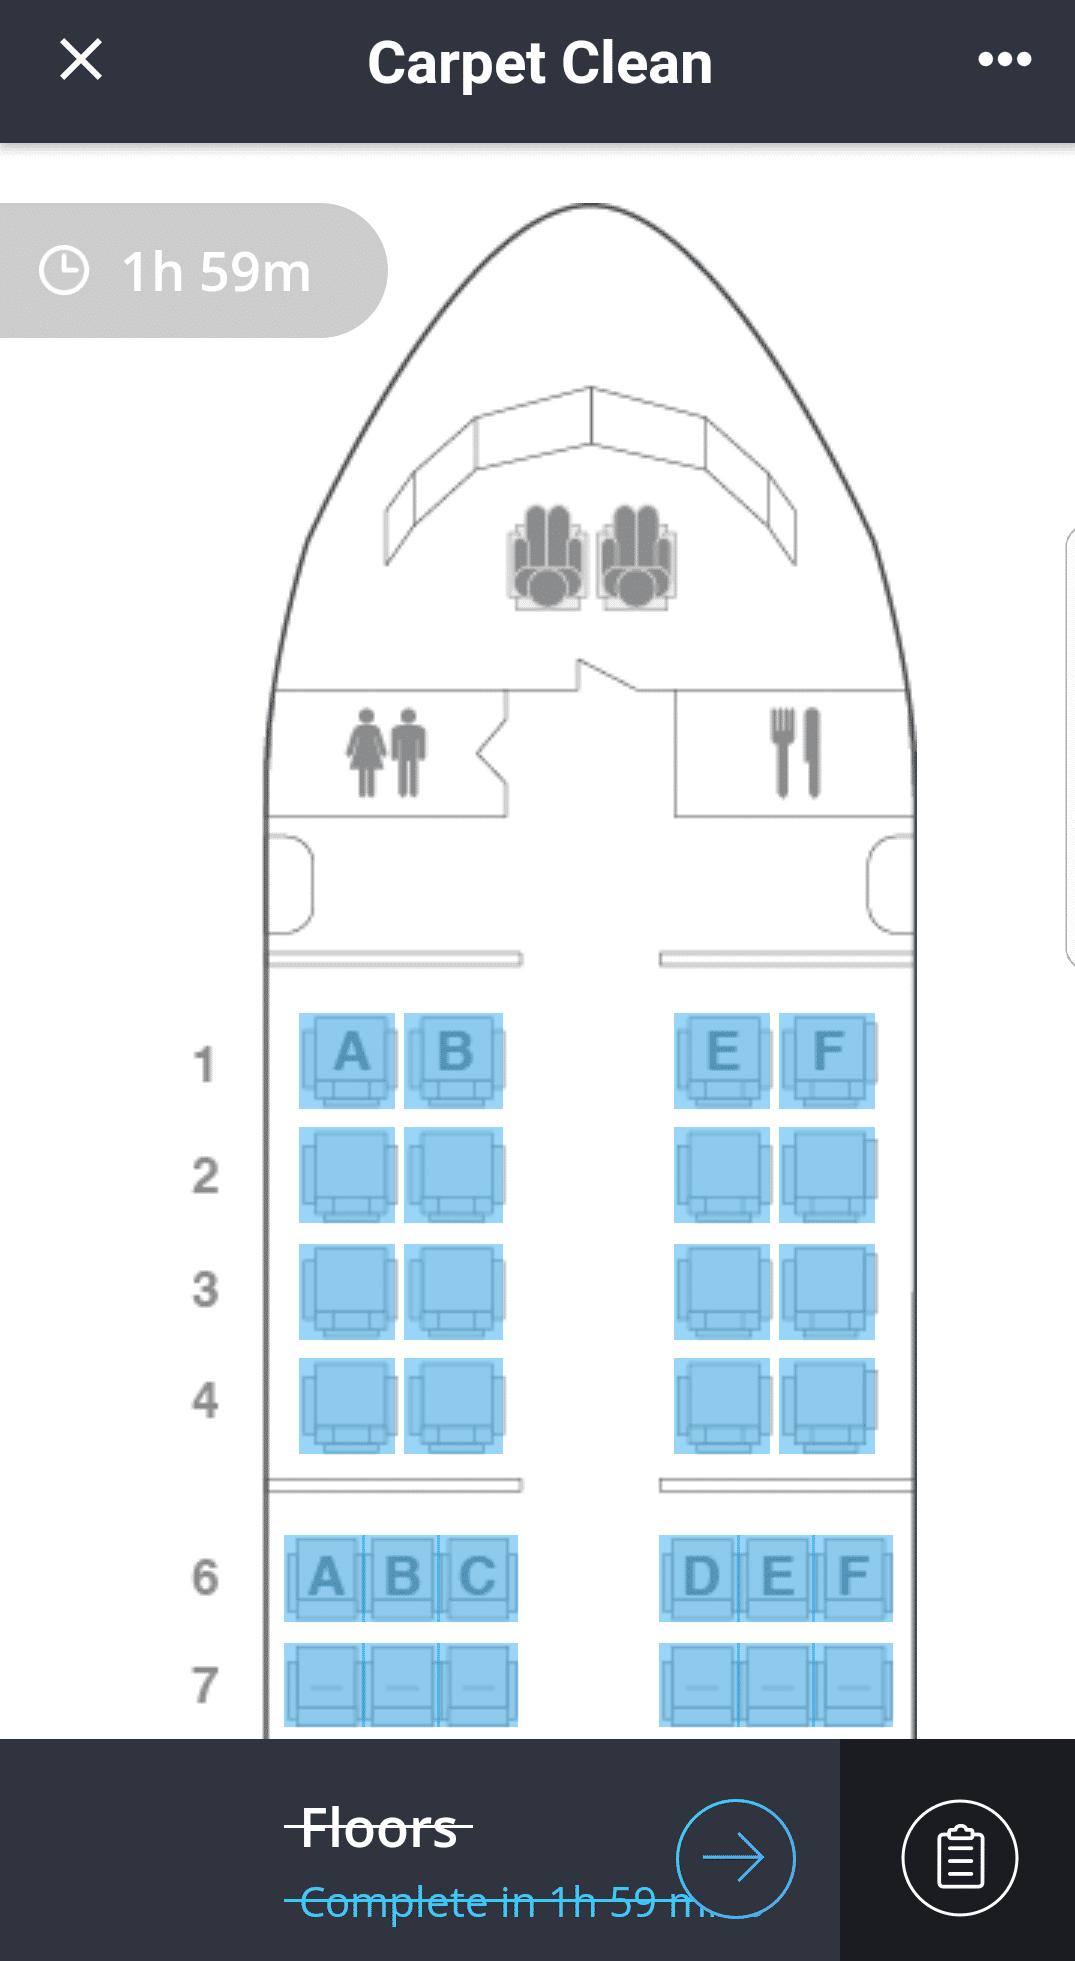 Carpet Clean
1h 59m
1 A B E F
2
3
4
6 A B C D E F
7
Floors
Complete in 1h 59